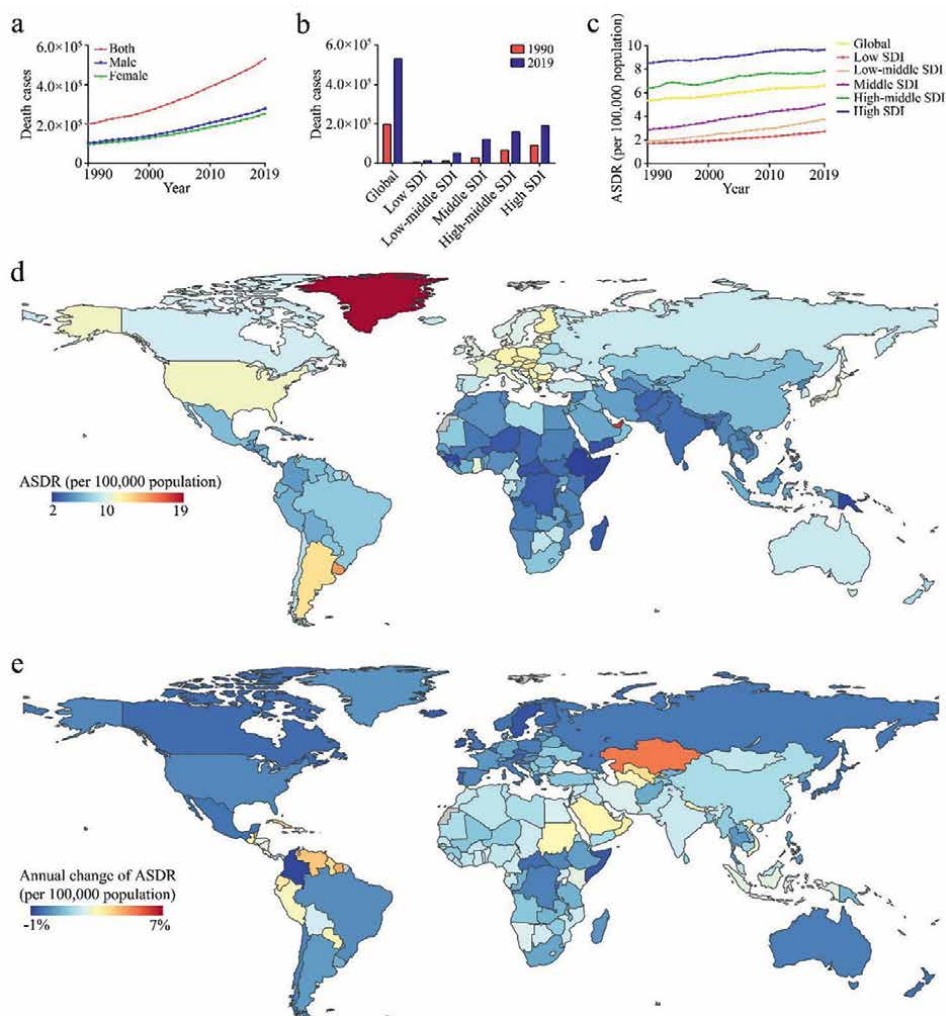 a
6.0×10⁵
4.0×10⁵
2.0×10⁵
0
Death cases
Both
Male
Female
1990
2000
2010
2019
Year
b
6.0×10⁵
4.0×10⁵
2.0×10⁵
0
Death cases
1990
2019
Global
Low SDI
Low-middle SDI
Middle SDI
High-middle SDI
High SDI
c
ASDR (per 100,000 population)
10
8
6
4
2
0
1990
2000
2010
2019
Year
Global
Low SDI
Low-middle SDI
Middle SDI
High-middle SDI
High SDI
d
ASDR (per 100,000 population)
2
10
19
e
Annual change of ASDR
(per 100,000 population)
-1%
7%